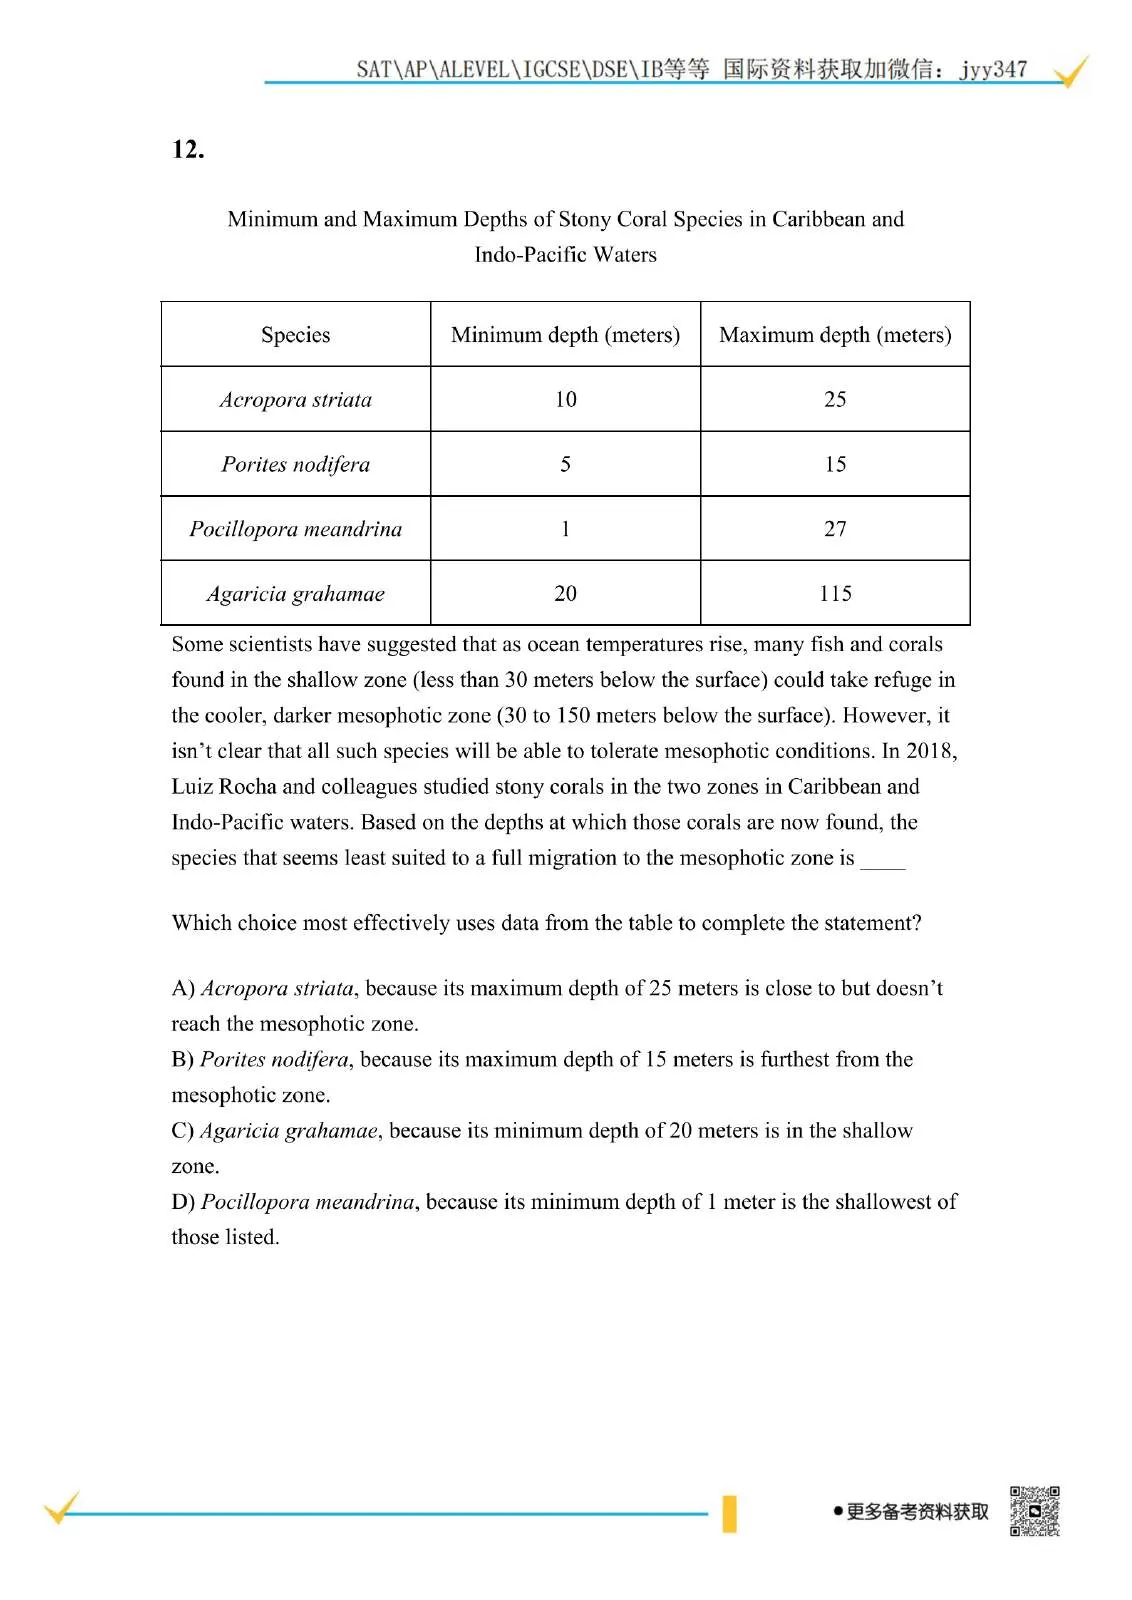 SAT\AP\ALEVEL\IGCSE\DSE\IB等等 国际资料获取加微信：jyy347
12.
Minimum and Maximum Depths of Stony Coral Species in Caribbean and
Indo-Pacific Waters
Species Minimum depth (meters) Maximum depth (meters)
Acropora striata 10 25
Porites nodifera 5 15
Pocillopora meandrina 1 27
Agaricia grahamae 20 115
Some scientists have suggested that as ocean temperatures rise, many fish and corals
found in the shallow zone (less than 30 meters below the surface) could take refuge in
the cooler, darker mesophotic zone (30 to 150 meters below the surface). However, it
isn’t clear that all such species will be able to tolerate mesophotic conditions. In 2018,
Luiz Rocha and colleagues studied stony corals in the two zones in Caribbean and
Indo-Pacific waters. Based on the depths at which those corals are now found, the
species that seems least suited to a full migration to the mesophotic zone is ____
Which choice most effectively uses data from the table to complete the statement?
A) Acropora striata, because its maximum depth of 25 meters is close to but doesn’t
reach the mesophotic zone.
B) Porites nodifera, because its maximum depth of 15 meters is furthest from the
mesophotic zone.
C) Agaricia grahamae, because its minimum depth of 20 meters is in the shallow
zone.
D) Pocillopora meandrina, because its minimum depth of 1 meter is the shallowest of
those listed.
●更多备考资料获取